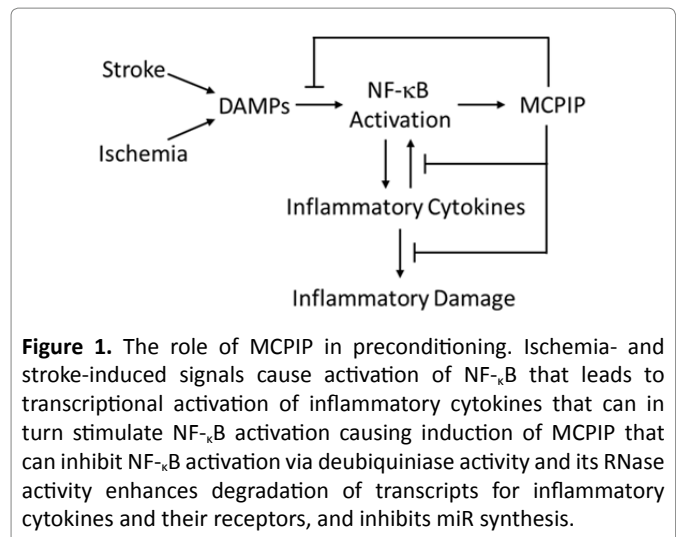 Stroke
DAMPs
Ischemia
NF-κB
Activation
MCPIP
Inflammatory Cytokines
Inflammatory Damage
Figure 1. The role of MCPIP in preconditioning. Ischemia- and
stroke-induced signals cause activation of NF-κB that leads to
transcriptional activation of inflammatory cytokines that can in
turn stimulate NF-κB activation causing induction of MCPIP that
can inhibit NF-κB activation via deubiquiniase activity and its RNase
activity enhances degradation of transcripts for inflammatory
cytokines and their receptors, and inhibits miR synthesis.